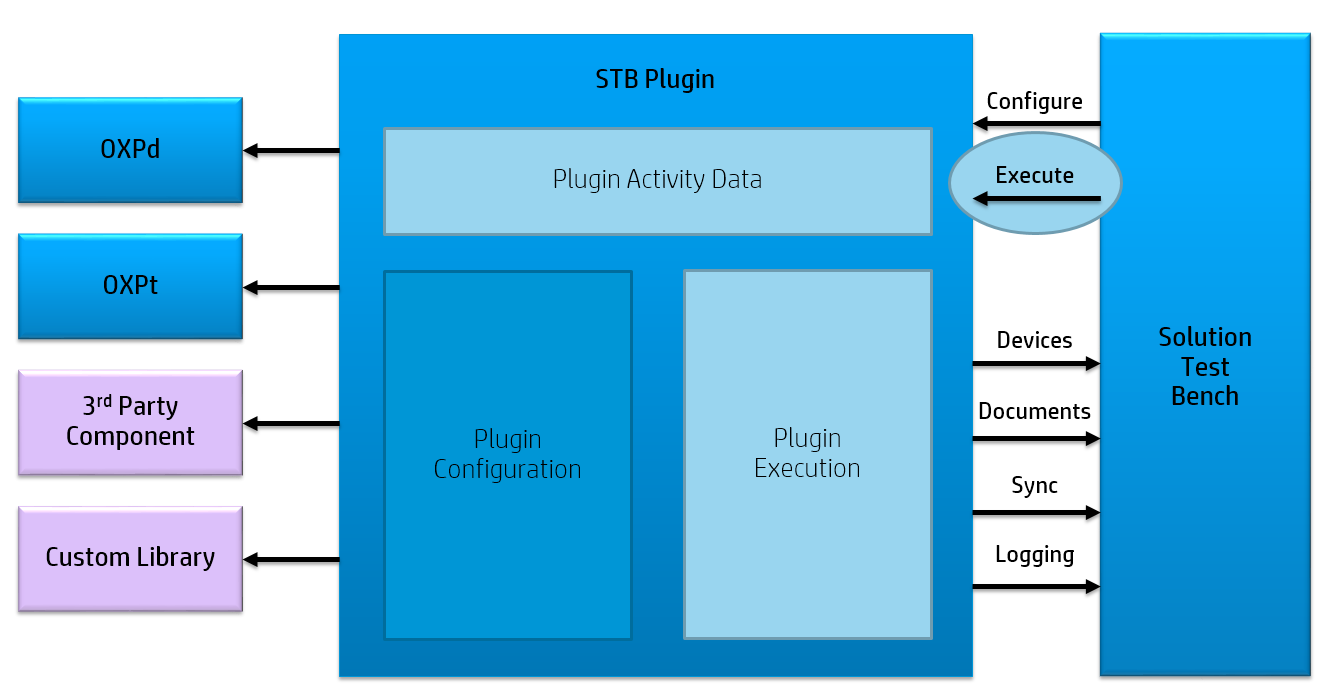 STB Plugin
Plugin Activity Data
Plugin
Configuration
Plugin
Execution
OXPd
OXPt
3rd Party
Component
Custom Library
Configure
Execute
Devices
Documents
Sync
Logging
Solution
Test
Bench